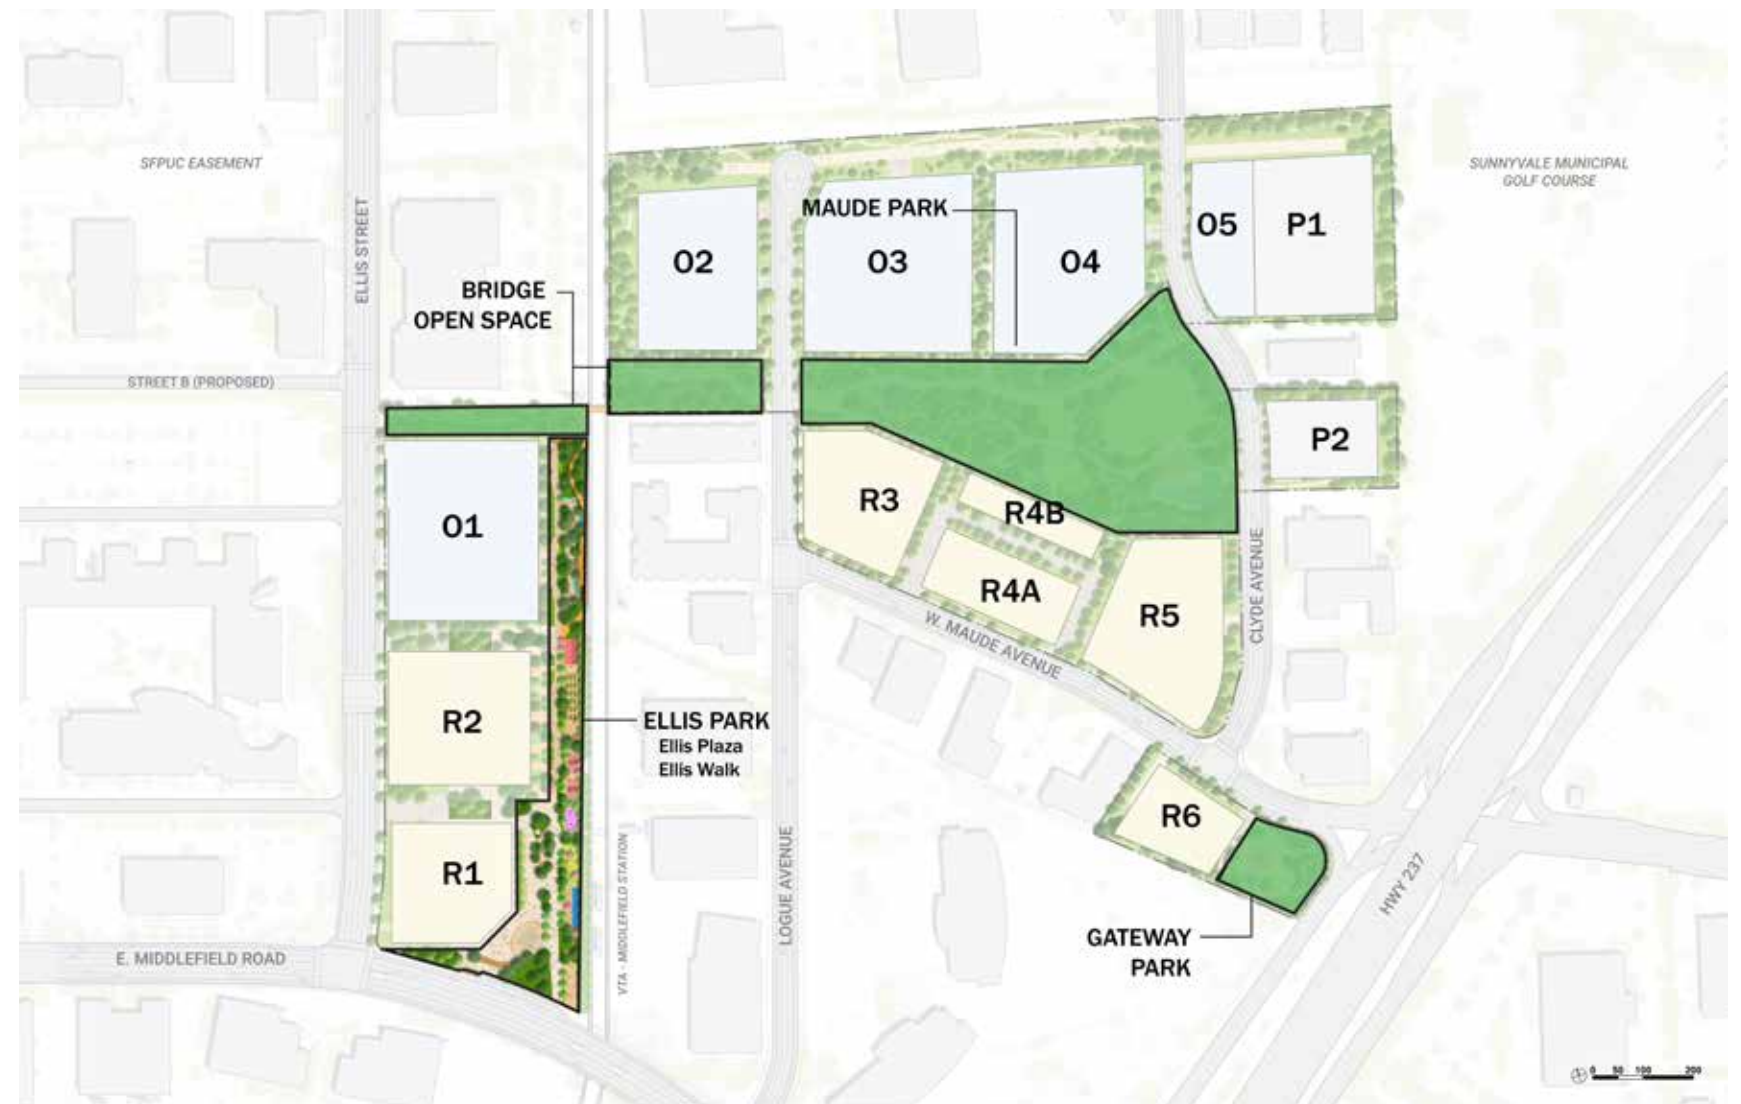 SFPUC EASEMENT
SUNNYVALE MUNICIPAL
GOLF COURSE
ELLIS STREET
MAUDE PARK
O2
O3
O4
O5
P1
BRIDGE
OPEN SPACE
STREET B (PROPOSED)
P2
O1
R3
R4B
R4A
R5
CLYDE AVENUE
W. MAUDE AVENUE
R2
ELLIS PARK
Ellis Plaza
Ellis Walk
R6
R1
VTA - MIDDLEFIELD STATION
LOGUE AVENUE
HWY 237
GATEWAY
PARK
E. MIDDLEFIELD ROAD
0 50 100 200